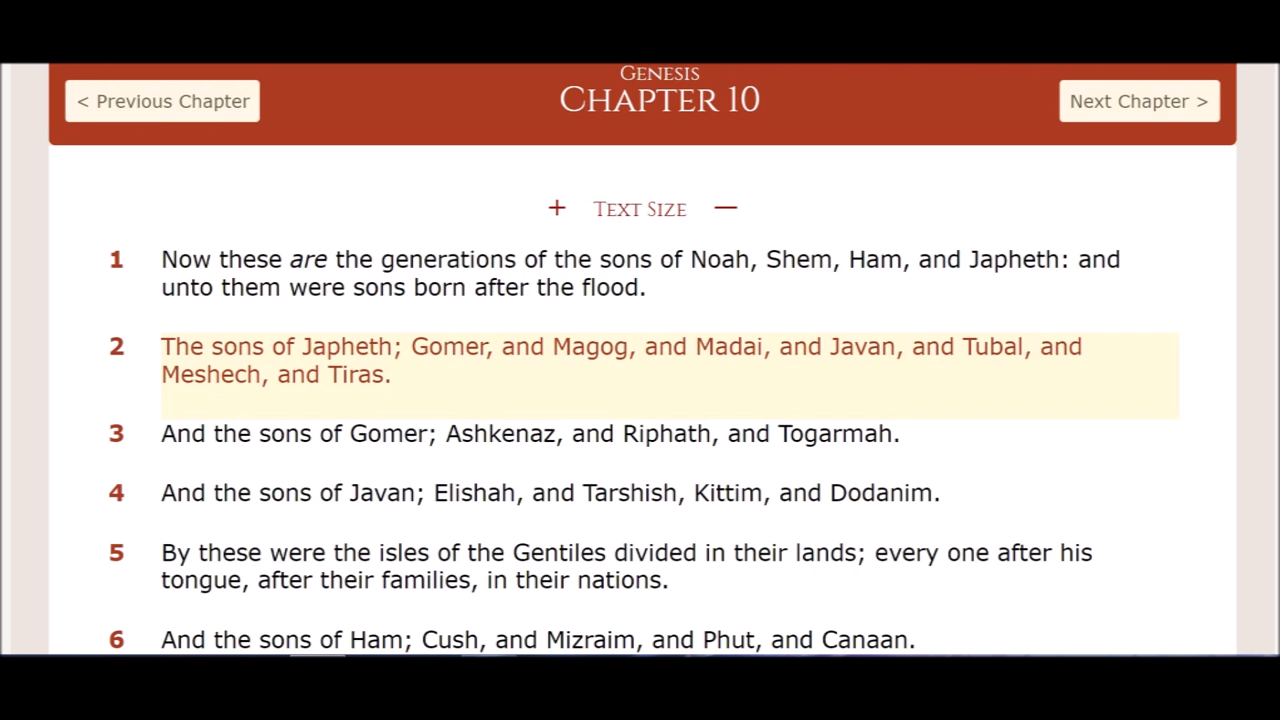 GENESIS
< Previous Chapter
CHAPTER 10
Next Chapter >
+ TEXT SIZE —
1 Now these are the generations of the sons of Noah, Shem, Ham, and Japheth: and
unto them were sons born after the flood.
2 The sons of Japheth; Gomer, and Magog, and Madai, and Javan, and Tubal, and
Meshech, and Tiras.
3 And the sons of Gomer; Ashkenaz, and Riphath, and Togarmah.
4 And the sons of Javan; Elishah, and Tarshish, Kittim, and Dodanim.
5 By these were the isles of the Gentiles divided in their lands; every one after his
tongue, after their families, in their nations.
6 And the sons of Ham; Cush, and Mizraim, and Phut, and Canaan.